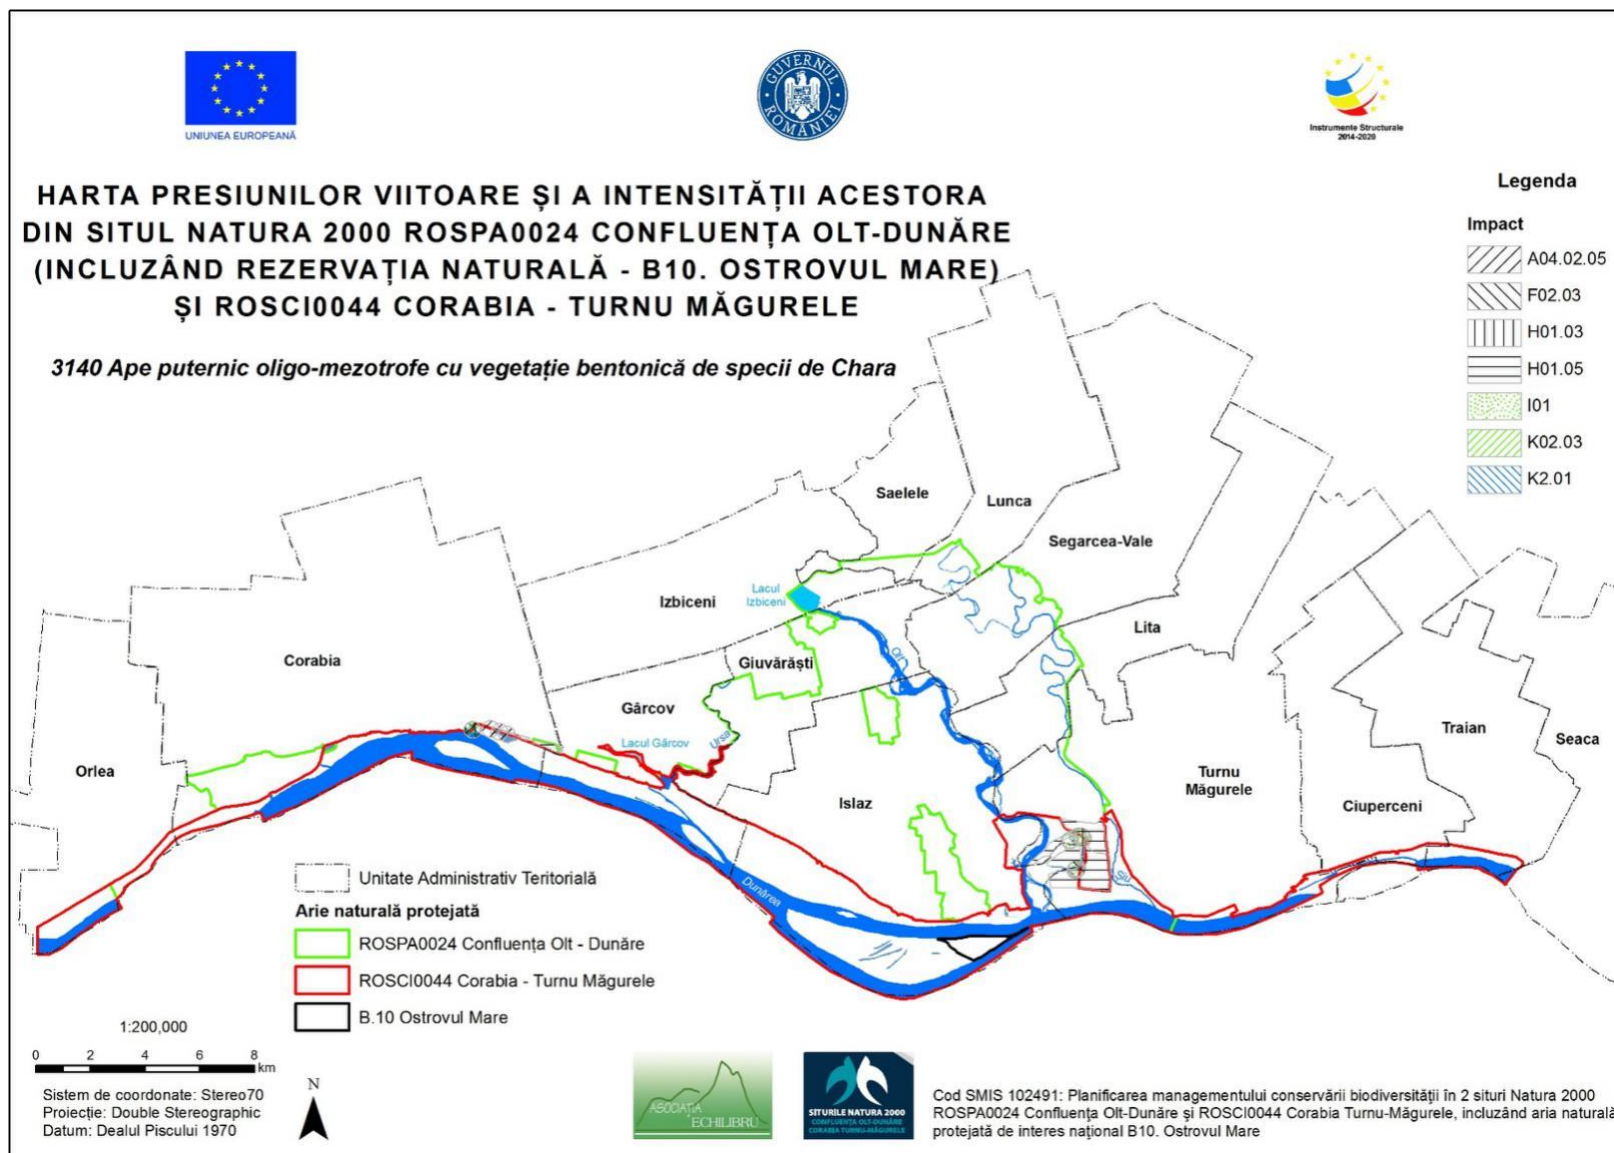 UNIUNEA EUROPEANĂ
GUVERNUL ROMÂNIEI
Instrumente Structurale
2014-2020
HARTA PRESIUNILOR VIITOARE ȘI A INTENSITĂȚII ACESTORA
DIN SITUL NATURA 2000 ROSPA0024 CONFLUENȚA OLT-DUNĂRE
(INCLUZÂND REZERVAȚIA NATURALĂ - B10. OSTROVUL MARE)
ȘI ROSCI0044 CORABIA - TURNU MĂGURELE
3140 Ape puternic oligo-mezotrofe cu vegetație bentonică de specii de Chara
Legenda
Impact
A04.02.05
F02.03
H01.03
H01.05
I01
K02.03
K2.01
Saelele
Lunca
Segarcea-Vale
Lacul
Izbiceni
Izbiceni
Lita
Corabia
Giuvărăști
Olt
Gârcov
Traian
Seaca
Lacul Gârcov
Ursa
Orlea
Turnu
Măgurele
Islaz
Ciuperceni
Siu
Dunărea
Unitate Administrativ Teritorială
Arie naturală protejată
ROSPA0024 Confluența Olt - Dunăre
ROSCI0044 Corabia - Turnu Măgurele
B.10 Ostrovul Mare
1:200,000
0 2 4 6 8
km
N
Sistem de coordonate: Stereo70
Proiecție: Double Stereographic
Datum: Dealul Piscului 1970
ASOCIAȚIA
ECHILIBRU
SITURILE NATURA 2000
CONFLUENȚA OLT-DUNĂRE
CORABIA TURNU-MĂGURELE
Cod SMIS 102491: Planificarea managementului conservării biodiversității în 2 situri Natura 2000
ROSPA0024 Confluența Olt-Dunăre și ROSCI0044 Corabia Turnu-Măgurele, incluzând aria naturală
protejată de interes național B10. Ostrovul Mare